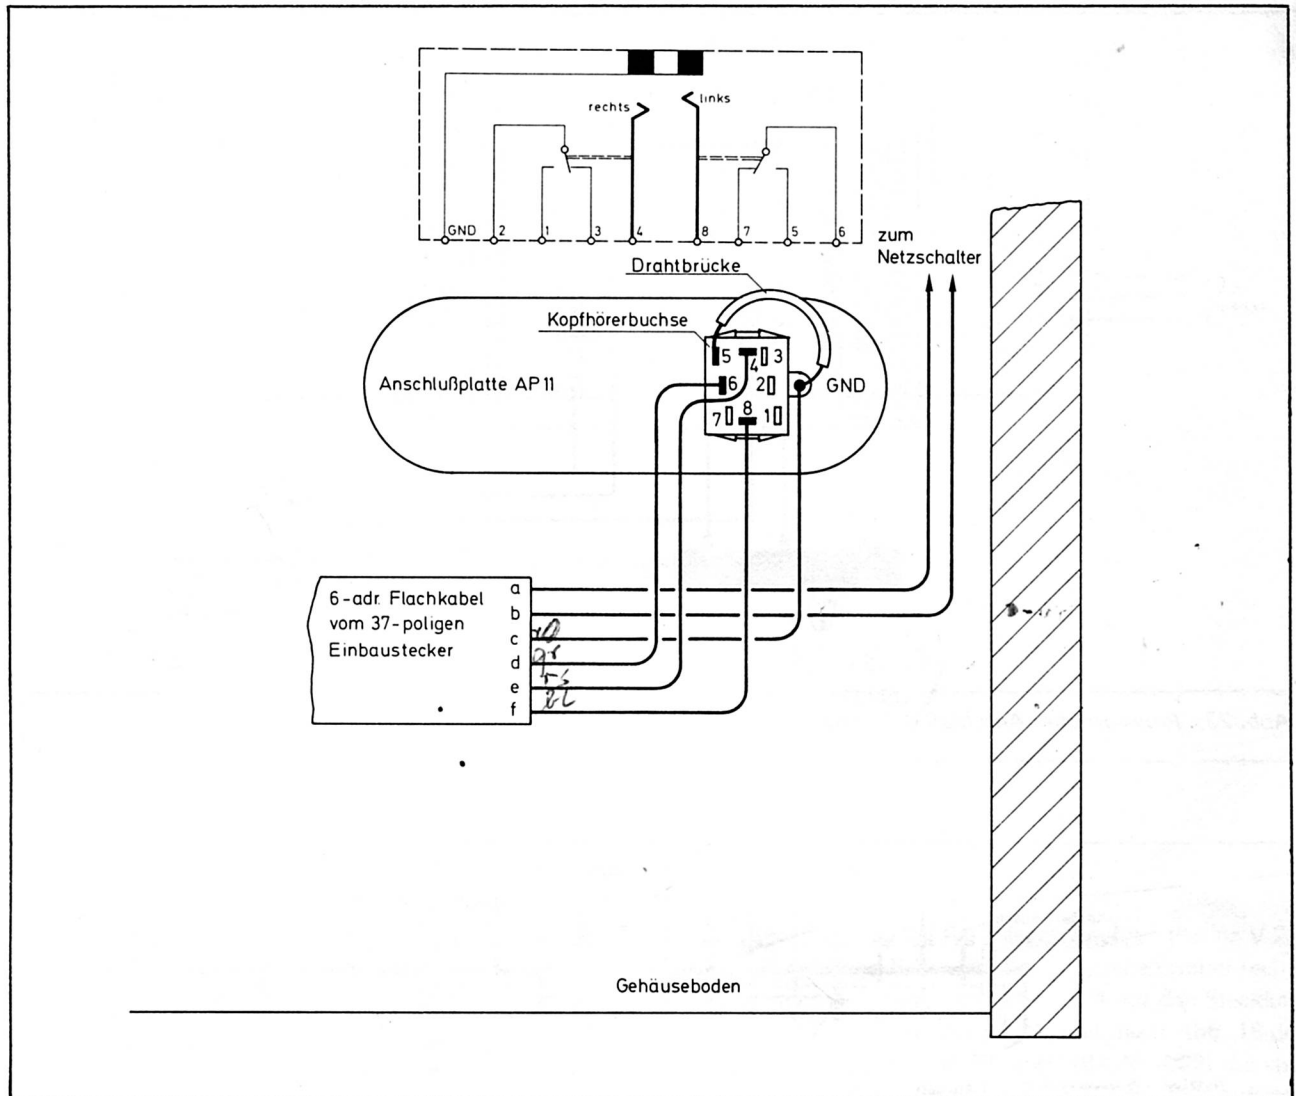 rechts
links
GND 2 1 3 4 8 7 5 6
zum
Netzschalter
Drahtbrücke
Kopfhörerbuchse
5 4 3
Anschlußplatte AP 11
6 2 GND
7 8 1
6-adr. Flachkabel
vom 37-poligen
Einbaustecker
a
b
c
d
e
f
gr
Gehäuseboden